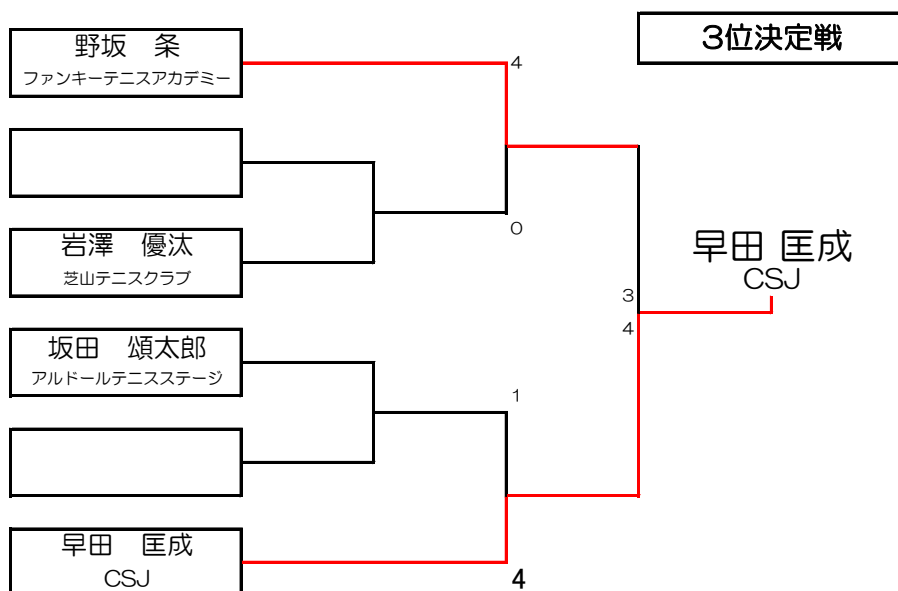 3位決定戦
野坂　条
ファンキーテニスアカデミー
4
0
岩澤　優汰
芝山テニスクラブ
早田 匡成
CSJ
3
4
坂田　頌太郎
アルドールテニスステージ
1
早田　匡成
CSJ
4